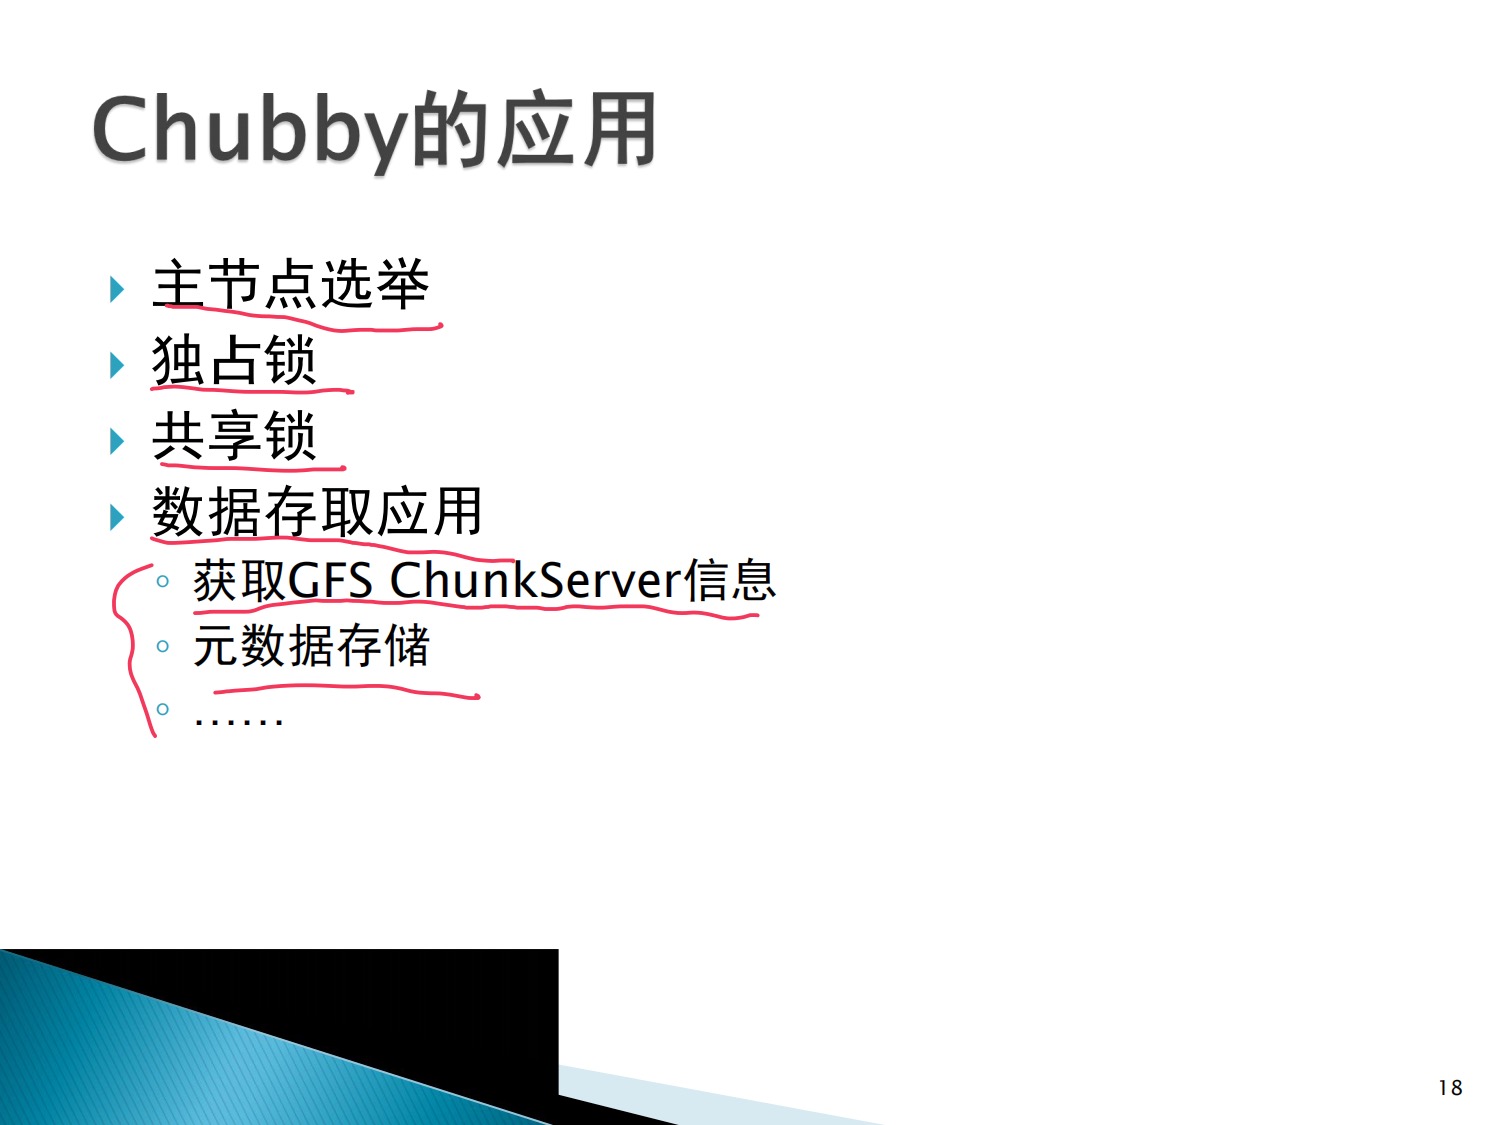 Chubby的应用
主节点选举
独占锁
共享锁
数据存取应用
获取GFS ChunkServer信息
元数据存储
……
18